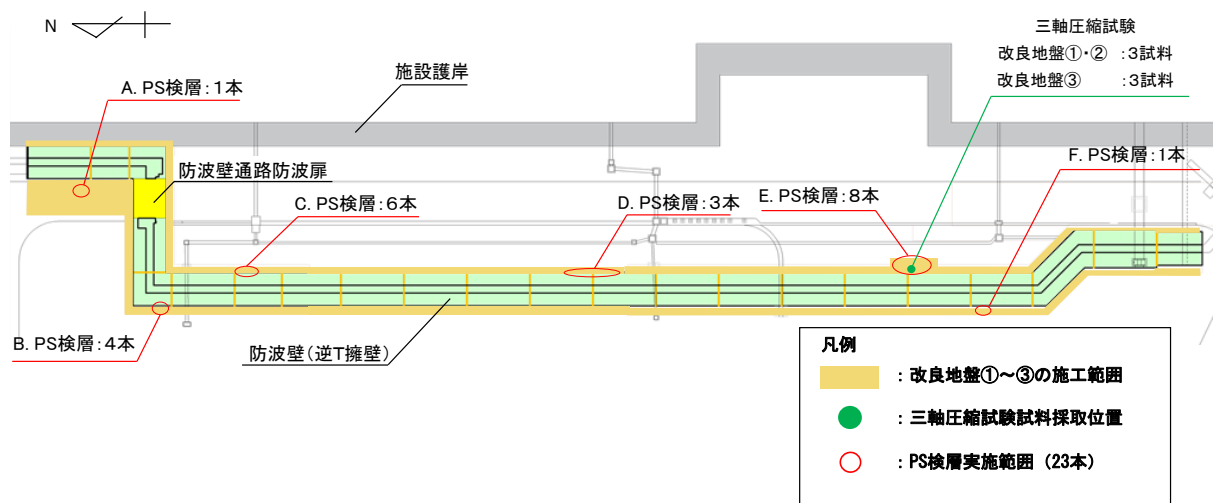 N
三軸圧縮試験
改良地盤①・② :3試料
改良地盤③ :3試料
施設護岸
A. PS検層:1本
F. PS検層:1本
防波壁通路防波扉
E. PS検層:8本
C. PS検層:6本
D. PS検層:3本
B. PS検層:4本
防波壁(逆T擁壁)
凡例
:改良地盤①~③の施工範囲
:三軸圧縮試験試料採取位置
:PS検層実施範囲(23本)